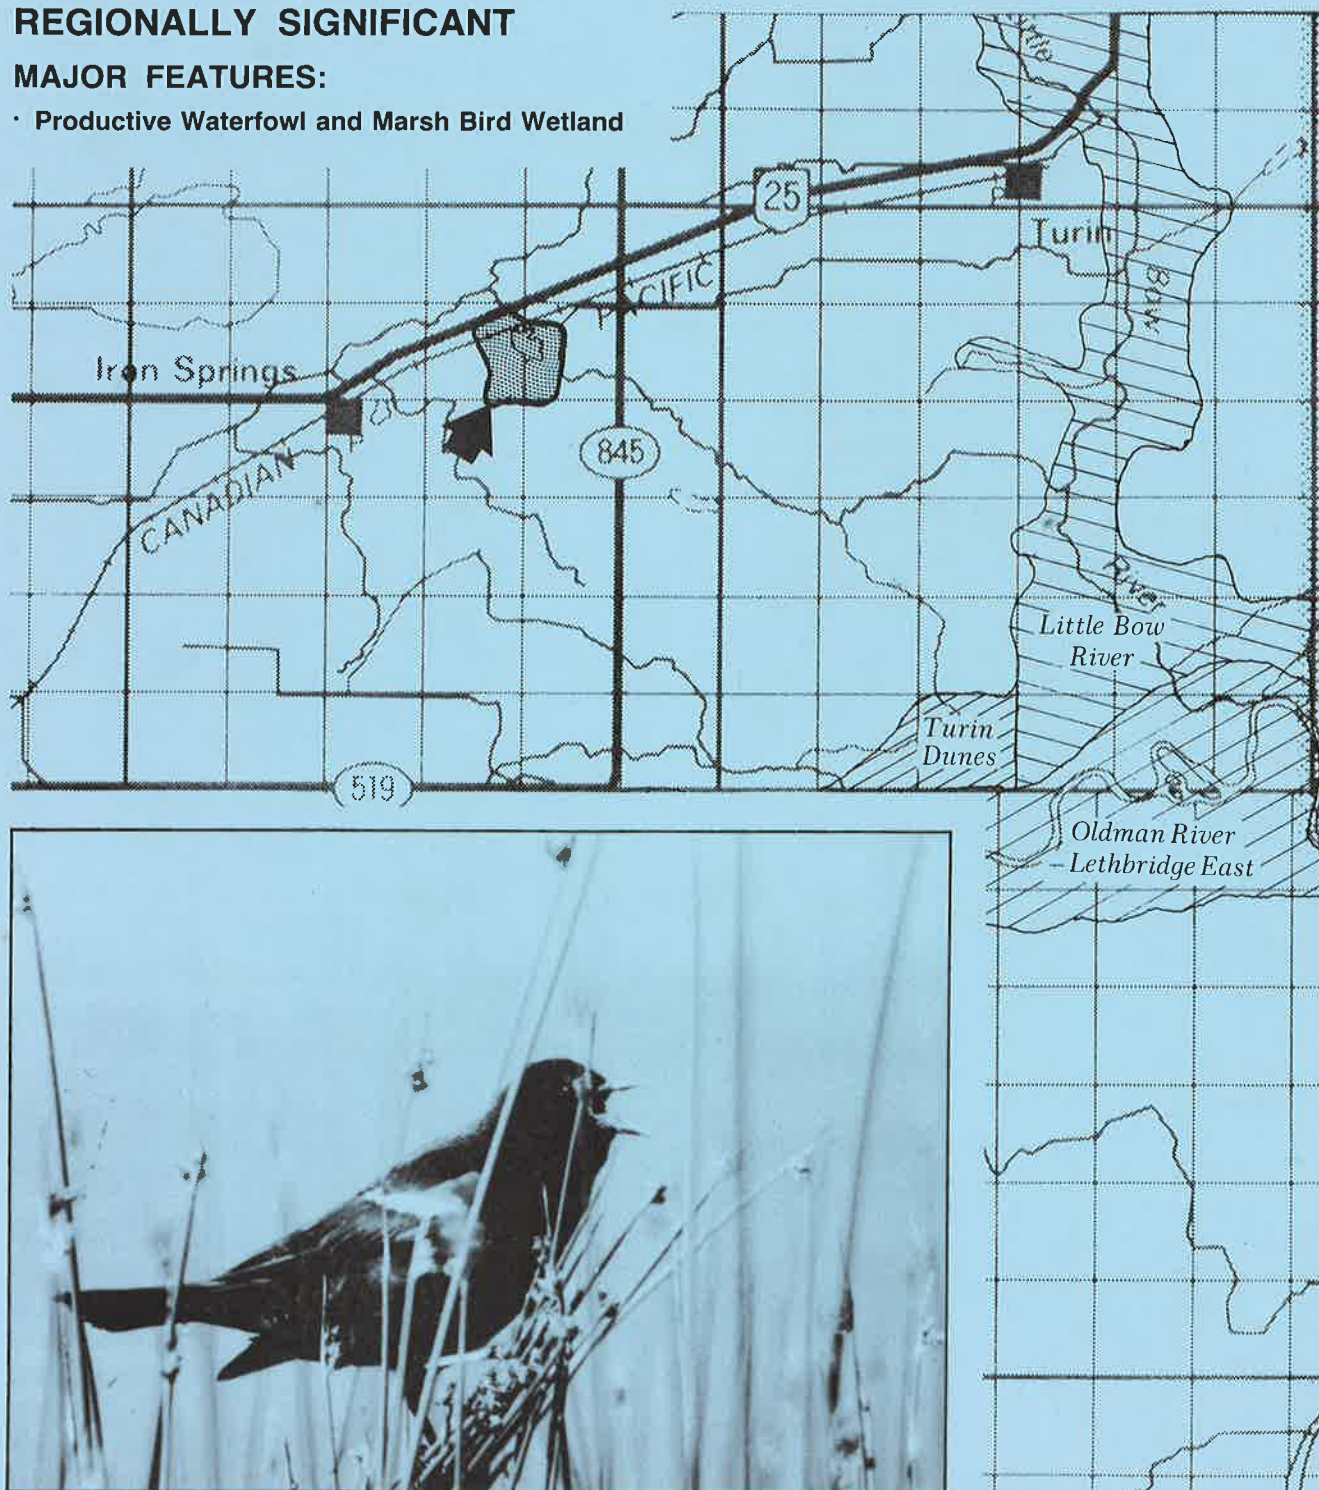 REGIONALLY SIGNIFICANT
MAJOR FEATURES:
· Productive Waterfowl and Marsh Bird Wetland
25
Turin
CIFIC
Bow
Iron Springs
845
CANADIAN
River
Little Bow
River
Turin
Dunes
519
Oldman River
Lethbridge East